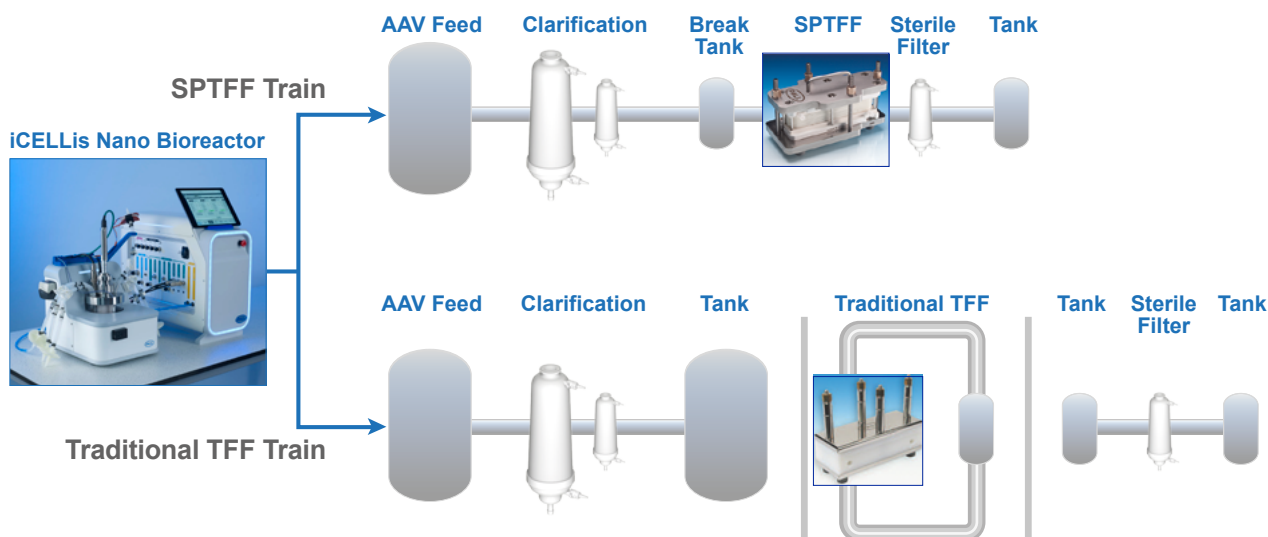 AAV Feed
Clarification
Break
Tank
SPTFF
Sterile
Filter
Tank
SPTFF Train
iCELLis Nano Bioreactor
AAV Feed
Clarification
Tank
Traditional TFF
Tank
Sterile
Filter
Tank
Traditional TFF Train